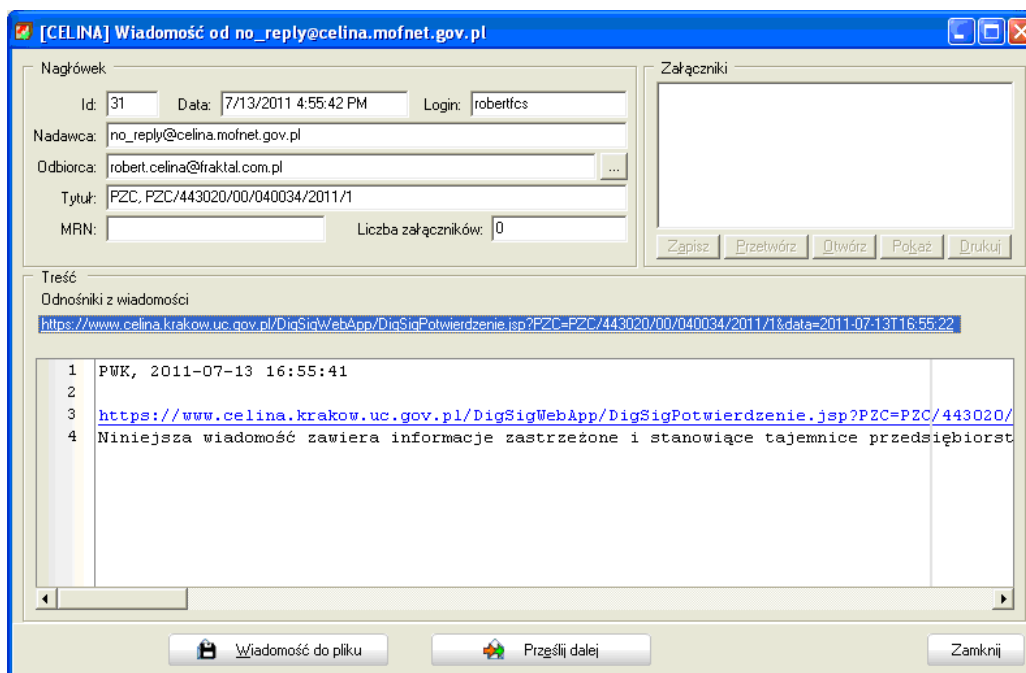 [CELINA] Wiadomość od no_reply@celina.mofnet.gov.pl
Nagłówek
Id: 31 Data: 7/13/2011 4:55:42 PM Login: robertfcs
Nadawca: no_reply@celina.mofnet.gov.pl
Odbiorca: robert.celina@fraktal.com.pl ...
Tytuł: PZC, PZC/443020/00/040034/2011/1
MRN: Liczba załączników: 0
Załączniki
Zapisz Przetwórz Otwórz Pokaż Drukuj
Treść
Odnośniki z wiadomości
https://www.celina.krakow.uc.gov.pl/DigSigWebApp/DigSigPotwierdzenie.jsp?PZC=PZC/443020/00/040034/2011/1&data=2011-07-13T16:55:22
1 PWK, 2011-07-13 16:55:41
2
3 https://www.celina.krakow.uc.gov.pl/DigSigWebApp/DigSigPotwierdzenie.jsp?PZC=PZC/443020/
4 Niniejsza wiadomość zawiera informacje zastrzeżone i stanowiące tajemnice przedsiębiorst
Wiadomość do pliku Prześlij dalej Zamknij